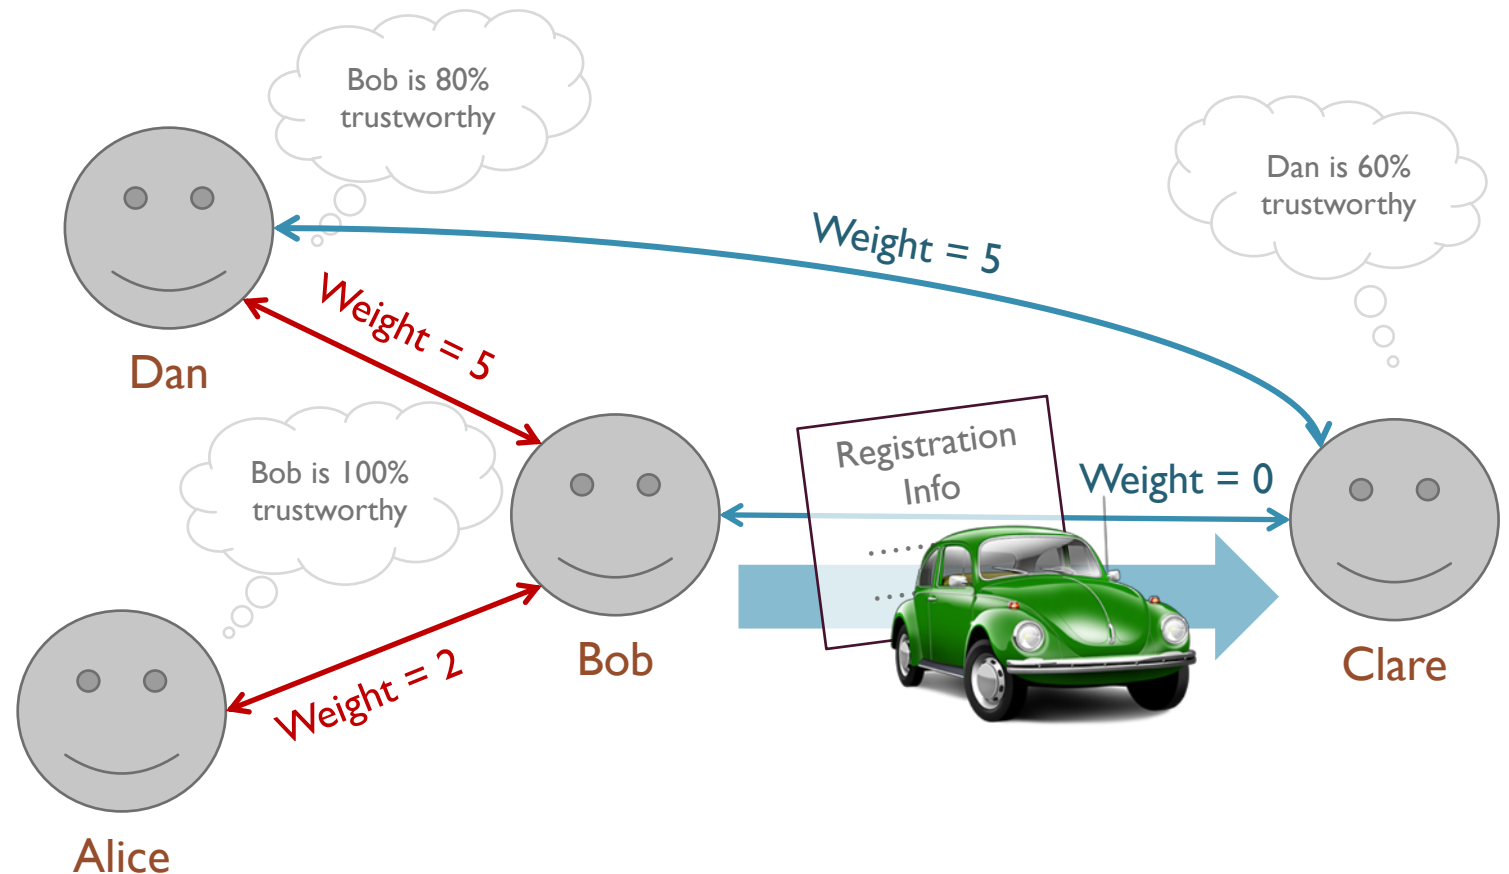 Bob is 80%
trustworthy
Dan is 60%
trustworthy
Weight = 5
Weight = 5
Dan
Bob is 100%
trustworthy
Registration
Info
......
.....
Weight = 0
Bob
Clare
Weight = 2
Alice